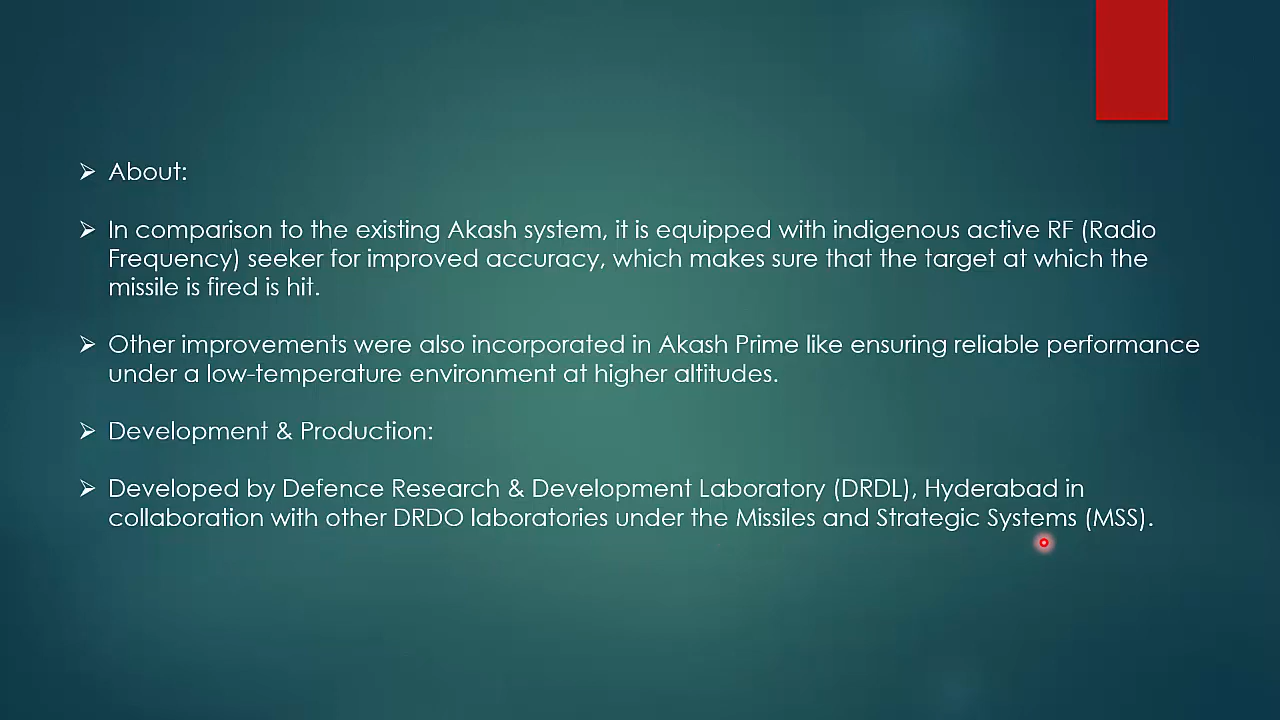 ➢ About:
➢ In comparison to the existing Akash system, it is equipped with indigenous active RF (Radio
Frequency) seeker for improved accuracy, which makes sure that the target at which the
missile is fired is hit.
➢ Other improvements were also incorporated in Akash Prime like ensuring reliable performance
under a low-temperature environment at higher altitudes.
➢ Development & Production:
➢ Developed by Defence Research & Development Laboratory (DRDL), Hyderabad in
collaboration with other DRDO laboratories under the Missiles and Strategic Systems (MSS).